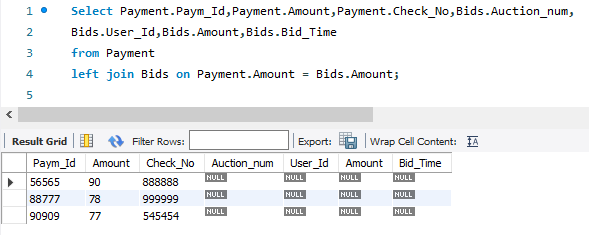 1 Select Payment.Paym_Id,Payment.Amount,Payment.Check_No,Bids.Auction_num,
2 Bids.User_Id,Bids.Amount,Bids.Bid_Time
3 from Payment
4 left join Bids on Payment.Amount = Bids.Amount;
5
Result Grid Filter Rows: Export: Wrap Cell Content:
Paym_Id Amount Check_No Auction_num User_Id Amount Bid_Time
56565 90 888888 NULL NULL NULL NULL
88777 78 999999 NULL NULL NULL NULL
90909 77 545454 NULL NULL NULL NULL